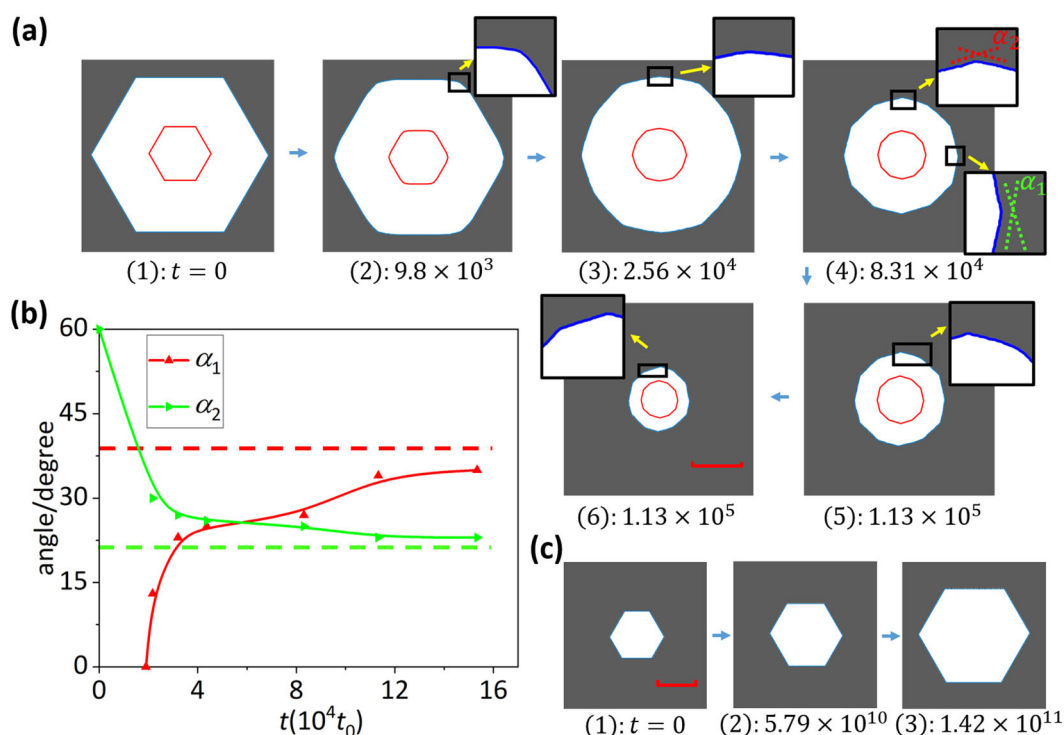 (a)
α₂
α₁
(1): t = 0
(2): 9.8 × 10³
(3): 2.56 × 10⁴
(4): 8.31 × 10⁴
(b)
60
45
30
15
0
angle/degree
α₁
α₂
0
4
8
12
16
t(10⁴t₀)
(6): 1.13 × 10⁵
(5): 1.13 × 10⁵
(c)
(1): t = 0
(2): 5.79 × 10¹⁰
(3): 1.42 × 10¹¹